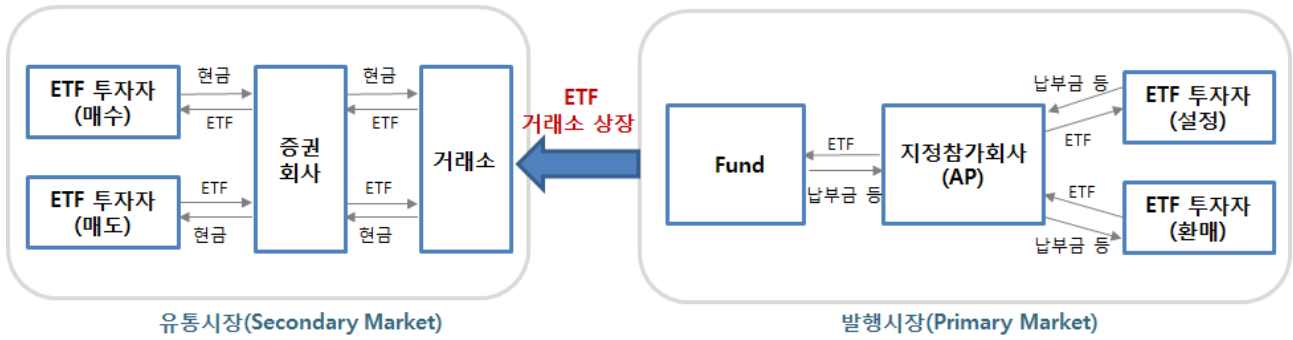 ETF 투자자
(매수)
현금
ETF
ETF 투자자
(매도)
ETF
현금
증권
회사
현금
ETF
ETF
현금
거래소
ETF
거래소 상장
Fund
ETF
납부금 등
지정참가회사
(AP)
납부금 등
ETF
ETF 투자자
(설정)
ETF
납부금 등
ETF 투자자
(환매)
유통시장(Secondary Market)
발행시장(Primary Market)